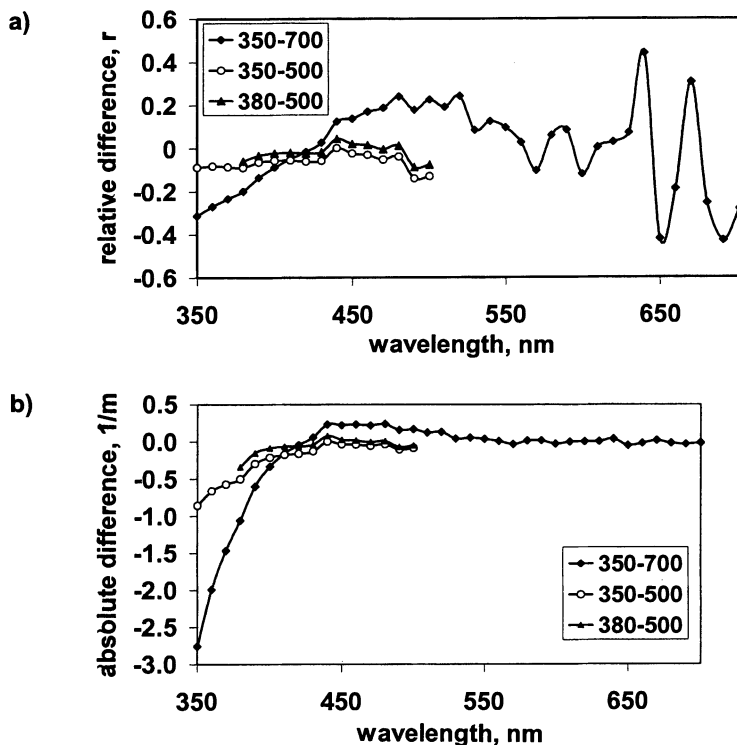 a)
relative difference, r
0.6
0.4
0.2
0
-0.2
-0.4
-0.6
350-700
350-500
380-500
350 450 550 650
wavelength, nm
b)
absolute difference, 1/m
0.5
0.0
-0.5
-1.0
-1.5
-2.0
-2.5
-3.0
350-700
350-500
380-500
350 450 550 650
wavelength, nm